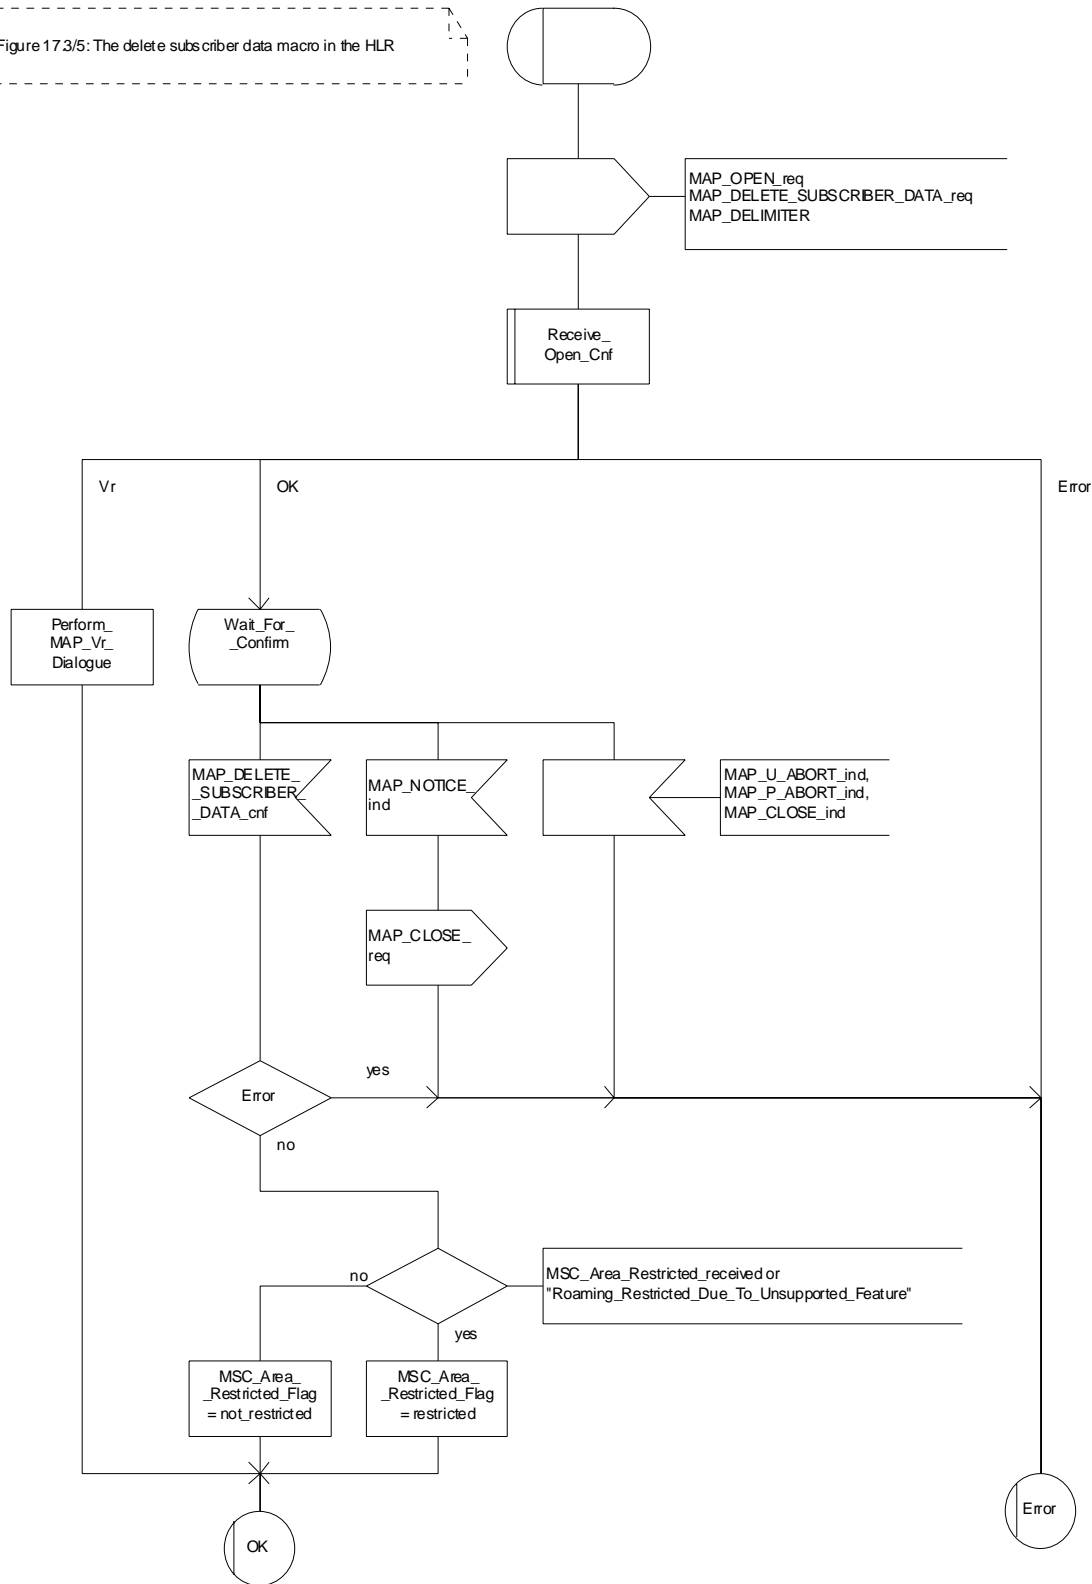 Figure 17.3/5: The delete subscriber data macro in the HLR
MAP_OPEN_req
MAP_DELETE_SUBSCRIBER_DATA_req
MAP_DELIMITER
Receive_
Open_Cnf
Vr
OK
Error
Perform_
MAP_Vr_
Dialogue
Wait_For_
_Confirm
MAP_DELETE_
_SUBSCRIBER_
_DATA_cnf
MAP_NOTICE_
ind
MAP_U_ABORT_ind,
MAP_P_ABORT_ind,
MAP_CLOSE_ind
MAP_CLOSE_
req
yes
Error
no
no
MSC_Area_Restricted_received or
"Roaming_Restricted_Due_To_Unsupported_Feature"
yes
MSC_Area_
_Restricted_Flag
= not_restricted
MSC_Area_
_Restricted_Flag
= restricted
Error
OK